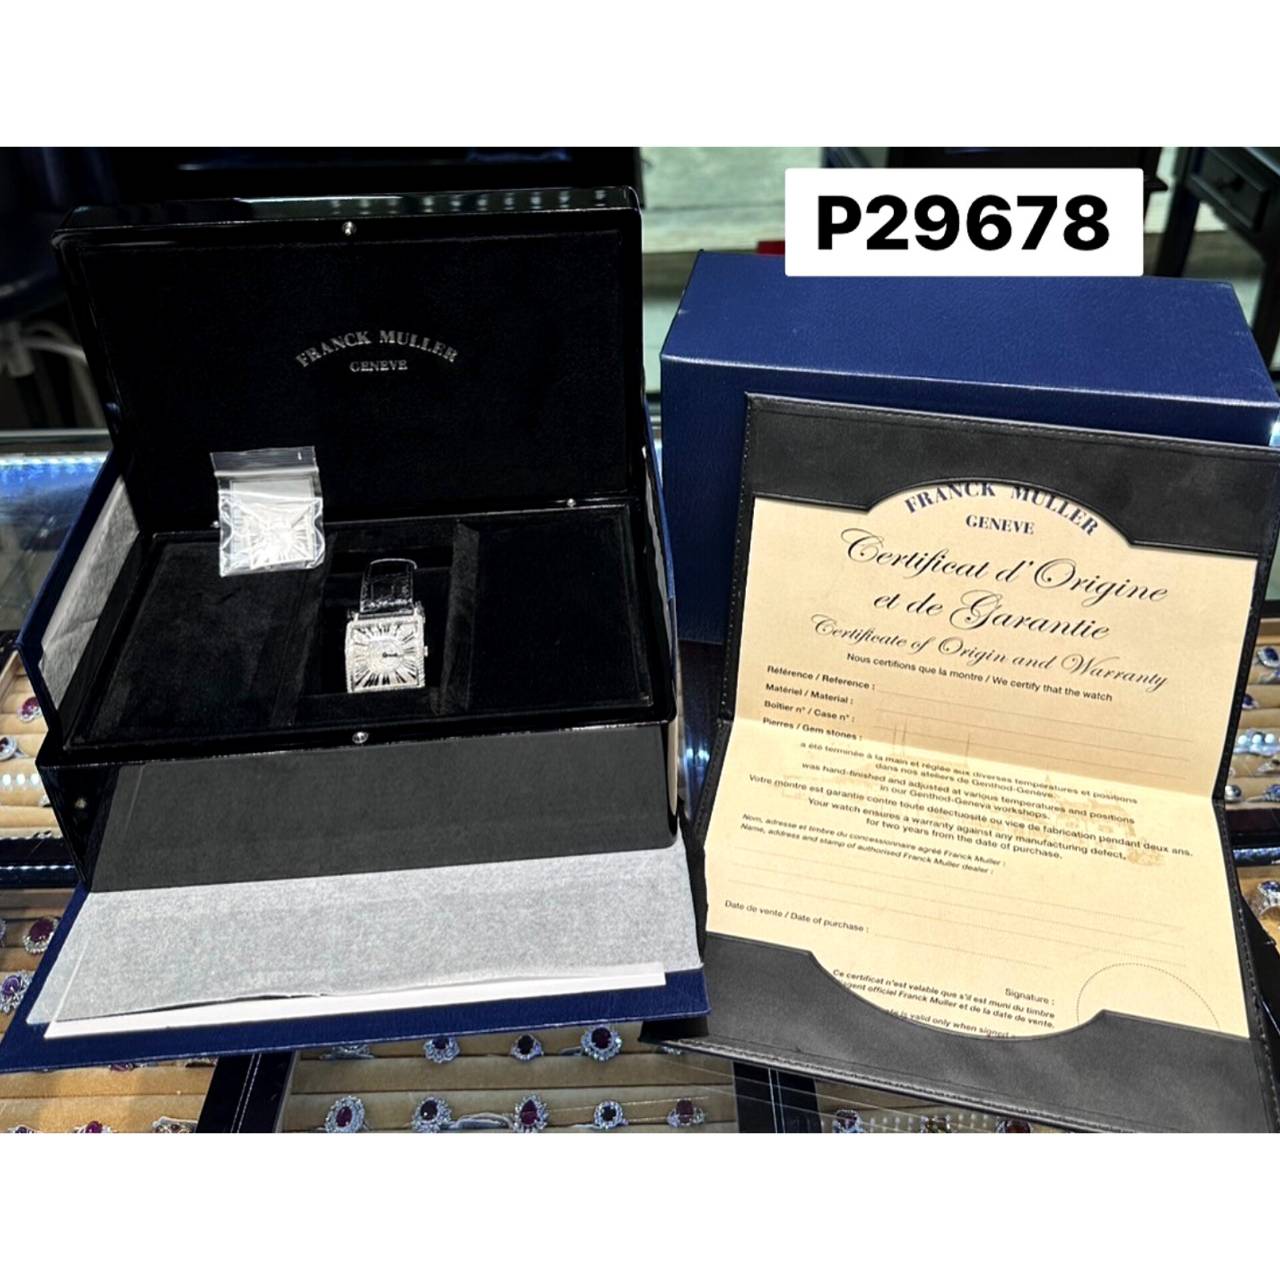 P29678
FRANCK MULLER
GENEVE
FRANCK MULLER
GENEVE
Certificat d'Origine
et de Garantie
Certificate of Origin and Warranty
Nous certifions que la montre / We certify that the watch
Référence / Reference :
Matériel / Material :
Boîtier n° / Case n° :
Pierres / Gem stones :
a été terminée à la main et réglée aux diverses températures et positions
dans nos ateliers de Genthod-Genève.
was hand-finished and adjusted at various temperatures and positions
in our Genthod-Geneva workshops.
Votre montre est garantie contre toute défectuosité ou vice de fabrication pendant deux ans.
Your watch ensures a warranty against any manufacturing defect,
for two years from the date of purchase.
Nom, adresse et timbre du concessionnaire agréé Franck Muller :
Name, address and stamp of authorised Franck Muller dealer :
Date de vente / Date of purchase :
Signature :
Ce certificat n'est valable que s'il est muni du timbre
agent officiel Franck Muller et de la date de vente.
is valid only when signed